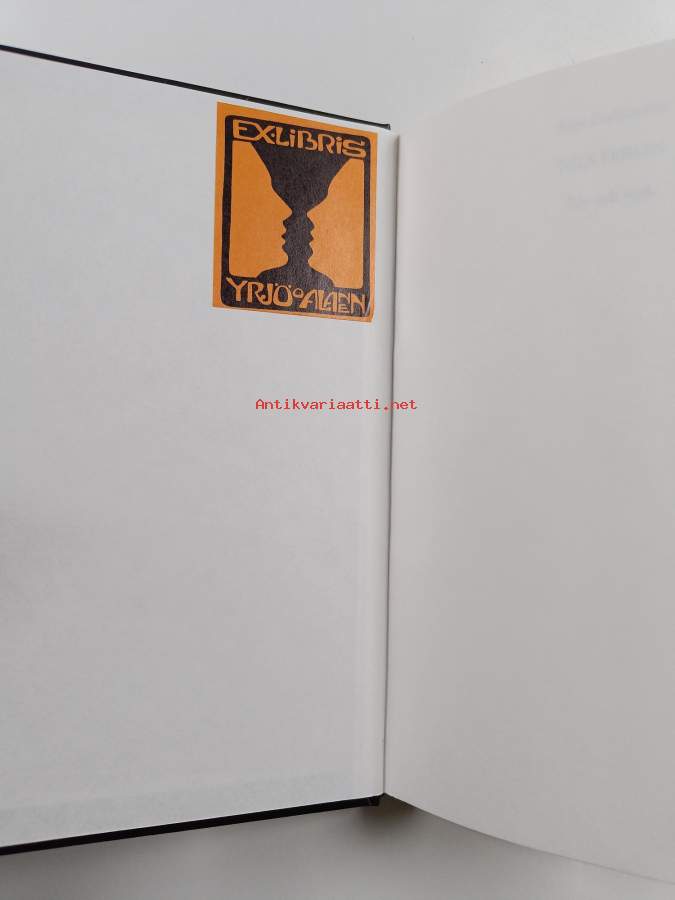 EX·LiBRiS
YRJÖ O ALANEN
Antikvariaatti.net